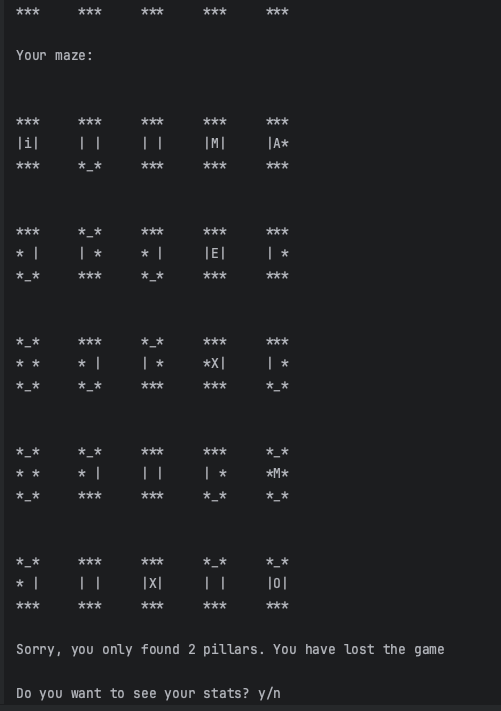 ***     ***     ***     ***     ***
Your maze:
***     ***     ***     ***     ***
|i|     | |     | |     |M|     |A*
***     *_*     ***     ***     ***
***     *_*     ***     ***     ***
* |     | *     * |     |E|     | *
*_*     ***     *_*     ***     ***
*_*     ***     *_*     ***     ***
* *     * |     | *     *X|     | *
*_*     *_*     ***     ***     *_*
*_*     *_*     ***     ***     *_*
* *     * |     | |     | *     *M*
*_*     ***     ***     *_*     *_*
*_*     ***     ***     *_*     *_*
* |     | |     |X|     | |     |O|
***     ***     ***     ***     ***
Sorry, you only found 2 pillars. You have lost the game
Do you want to see your stats? y/n